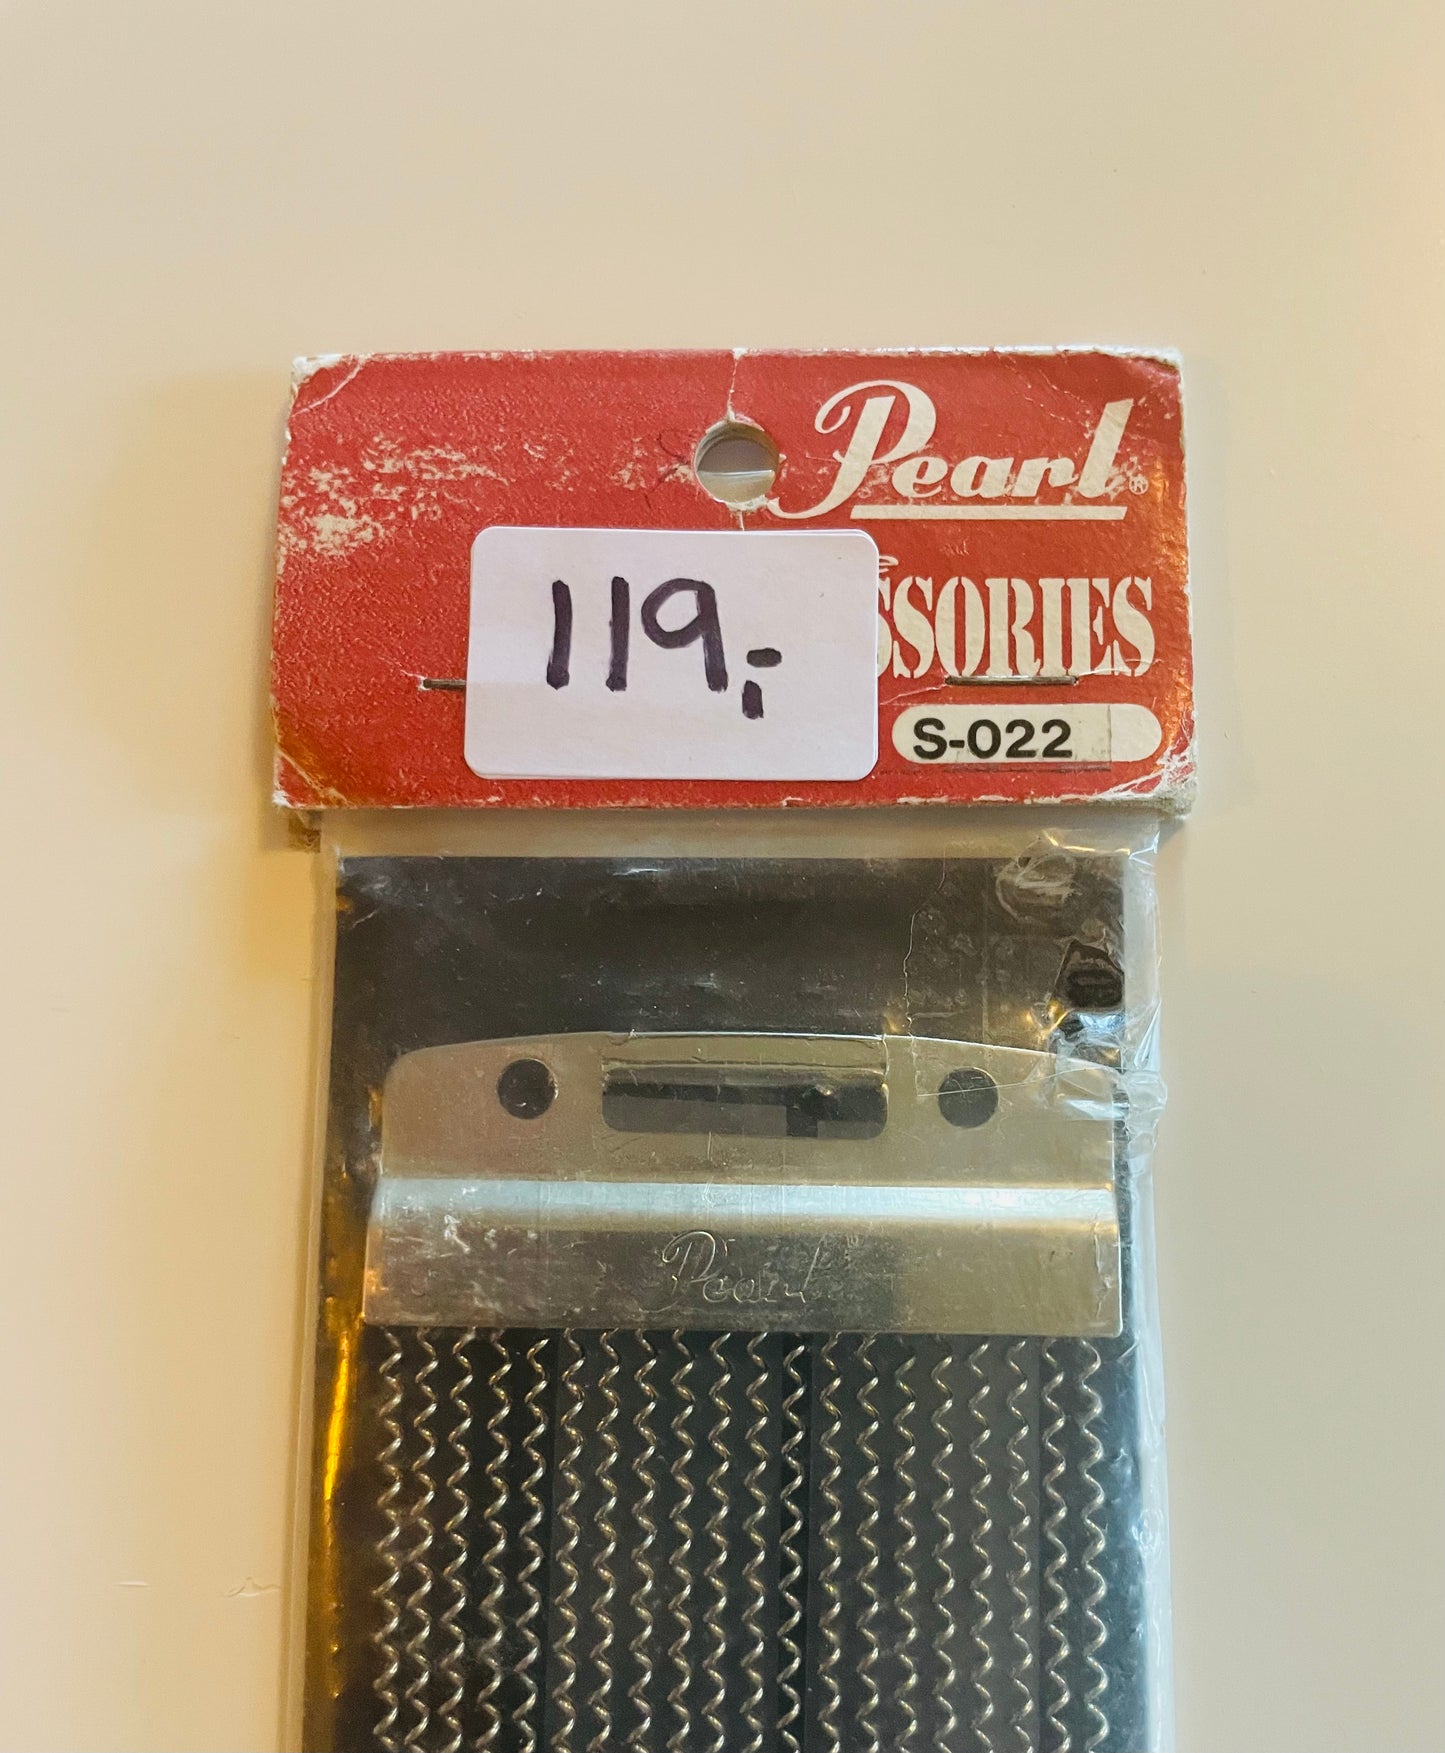 Pearl®
SSORIES
119,-
S-022
Pearl